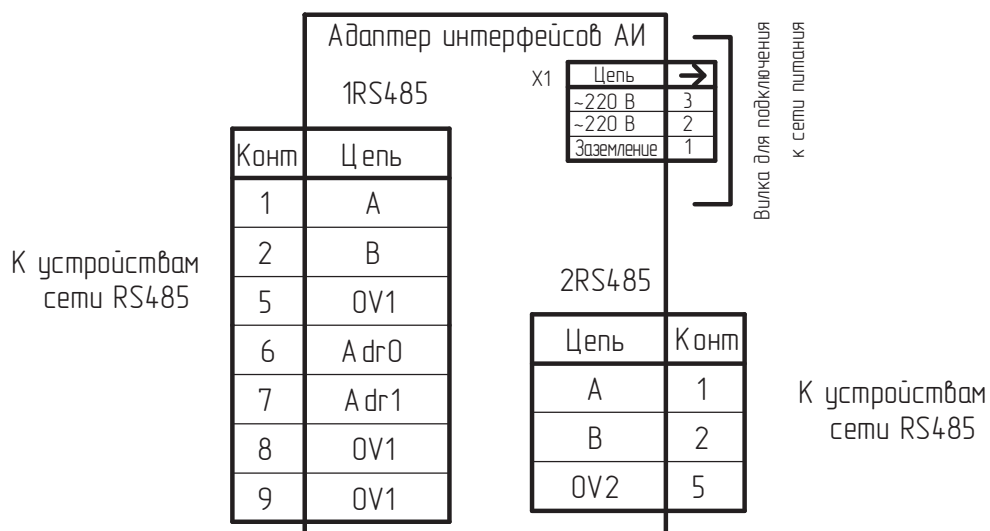 Адаптер интерфейсов АИ
X1
Цепь
~220 В 3
~220 В 2
Заземление 1
Вилка для подключения
к сети питания
1RS485
Конт Цепь
1 A
2 B
5 0V1
6 Adr0
7 Adr1
8 0V1
9 0V1
К устройствам
сети RS485
2RS485
Цепь Конт
A 1
B 2
0V2 5
К устройствам
сети RS485